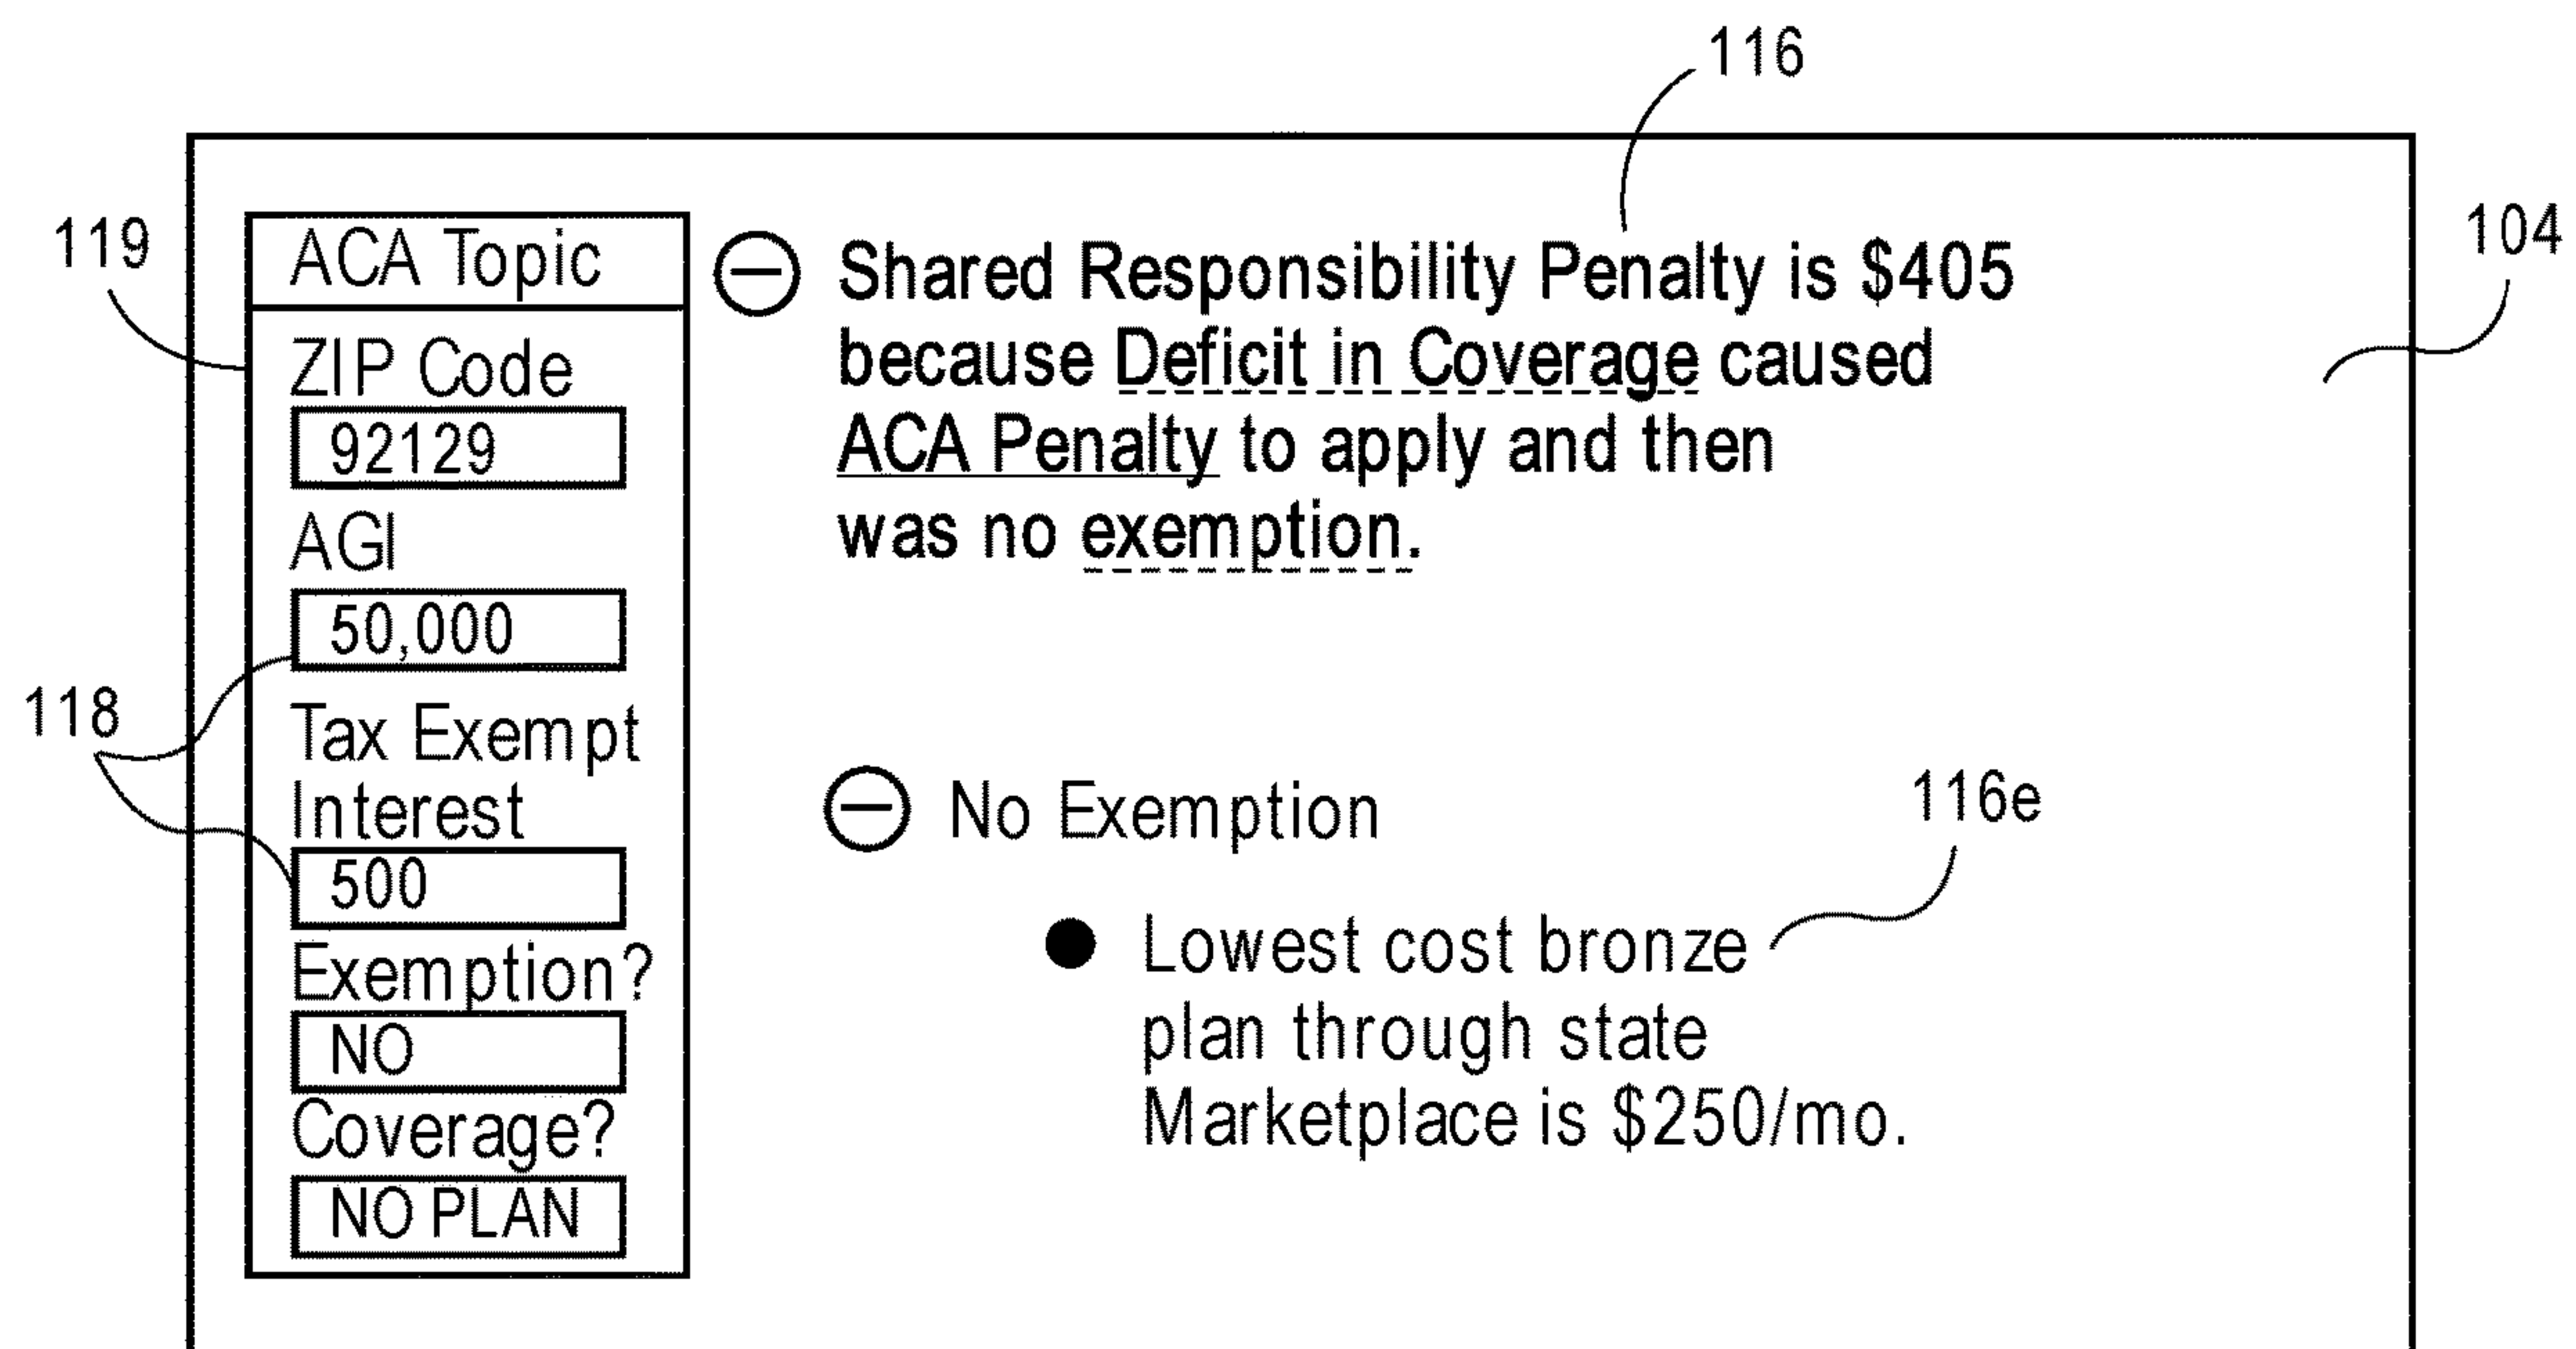 116
104
119
ACA Topic
ZIP Code
92129
AGI
50,000
118
Tax Exempt
Interest
500
Exemption?
NO
Coverage?
NO PLAN
Shared Responsibility Penalty is $405
because Deficit in Coverage caused
ACA Penalty to apply and then
was no exemption.
No Exemption
116e
Lowest cost bronze
plan through state
Marketplace is $250/mo.